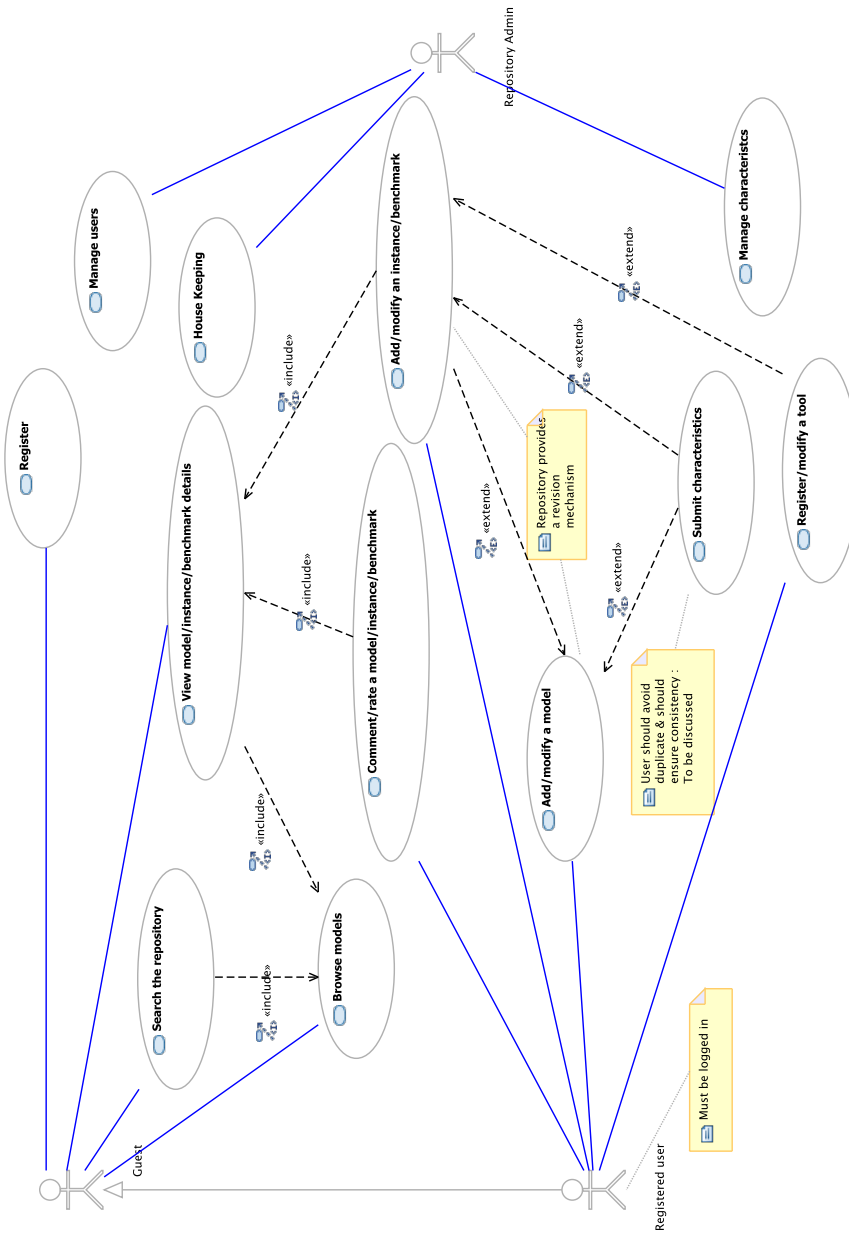 Repository Admin
Manage users
House Keeping
Add/modify an instance/benchmark
Manage characteristcs
«extend»
«extend»
«include»
Register
View model/instance/benchmark details
Comment/rate a model/instance/benchmark
Repository provides
a revision
mechanism
Submit characteristics
Register/modify a tool
«extend»
«extend»
«include»
Add/modify a model
User should avoid
duplicate & should
ensure consistency :
To be discussed
«include»
Search the repository
Browse models
«include»
Must be logged in
Guest
Registered user